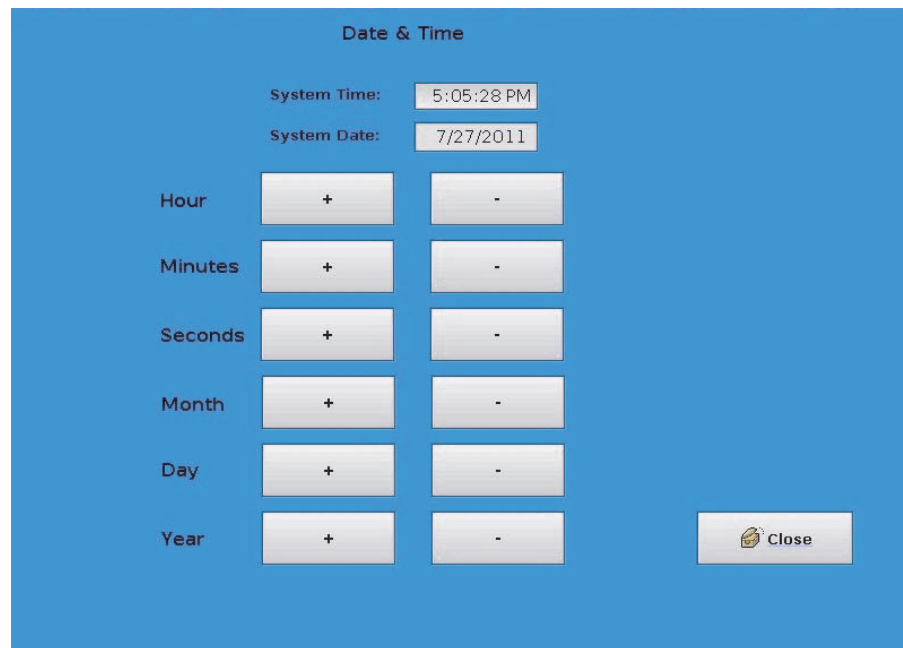 Date & Time
System Time: 5:05:28 PM
System Date: 7/27/2011
Hour + -
Minutes + -
Seconds + -
Month + -
Day + -
Year + - Close